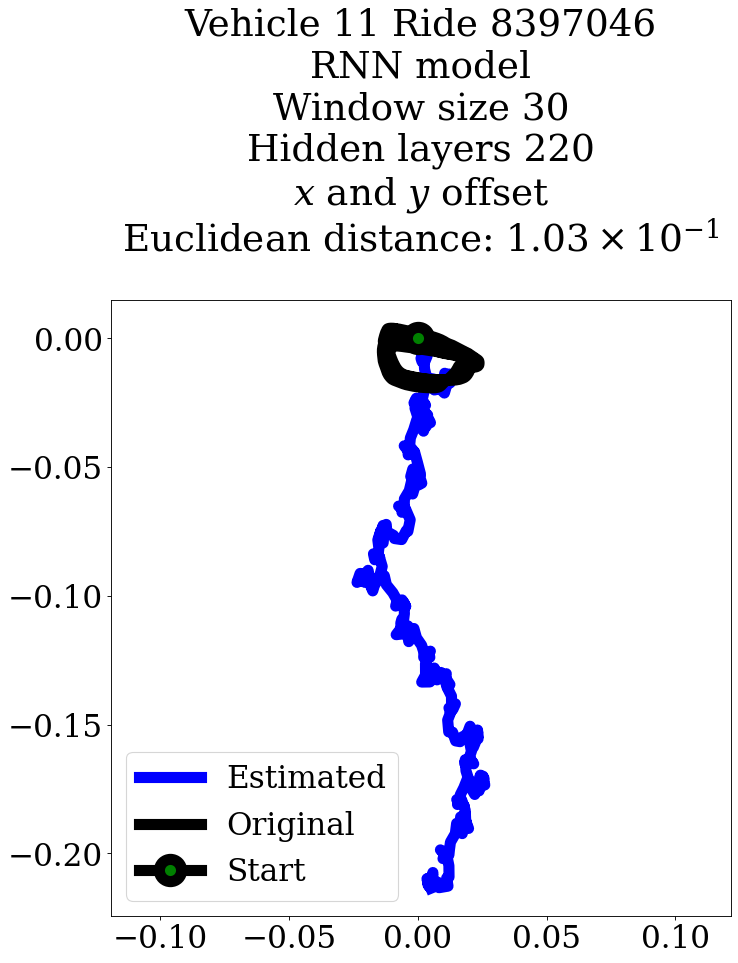 Vehicle 11 Ride 8397046
RNN model
Window size 30
Hidden layers 220
x and y offset
Euclidean distance: 1.03 × 10⁻¹
0.00
−0.05
−0.10
−0.15
−0.20
Estimated
Original
Start
−0.10 −0.05 0.00 0.05 0.10